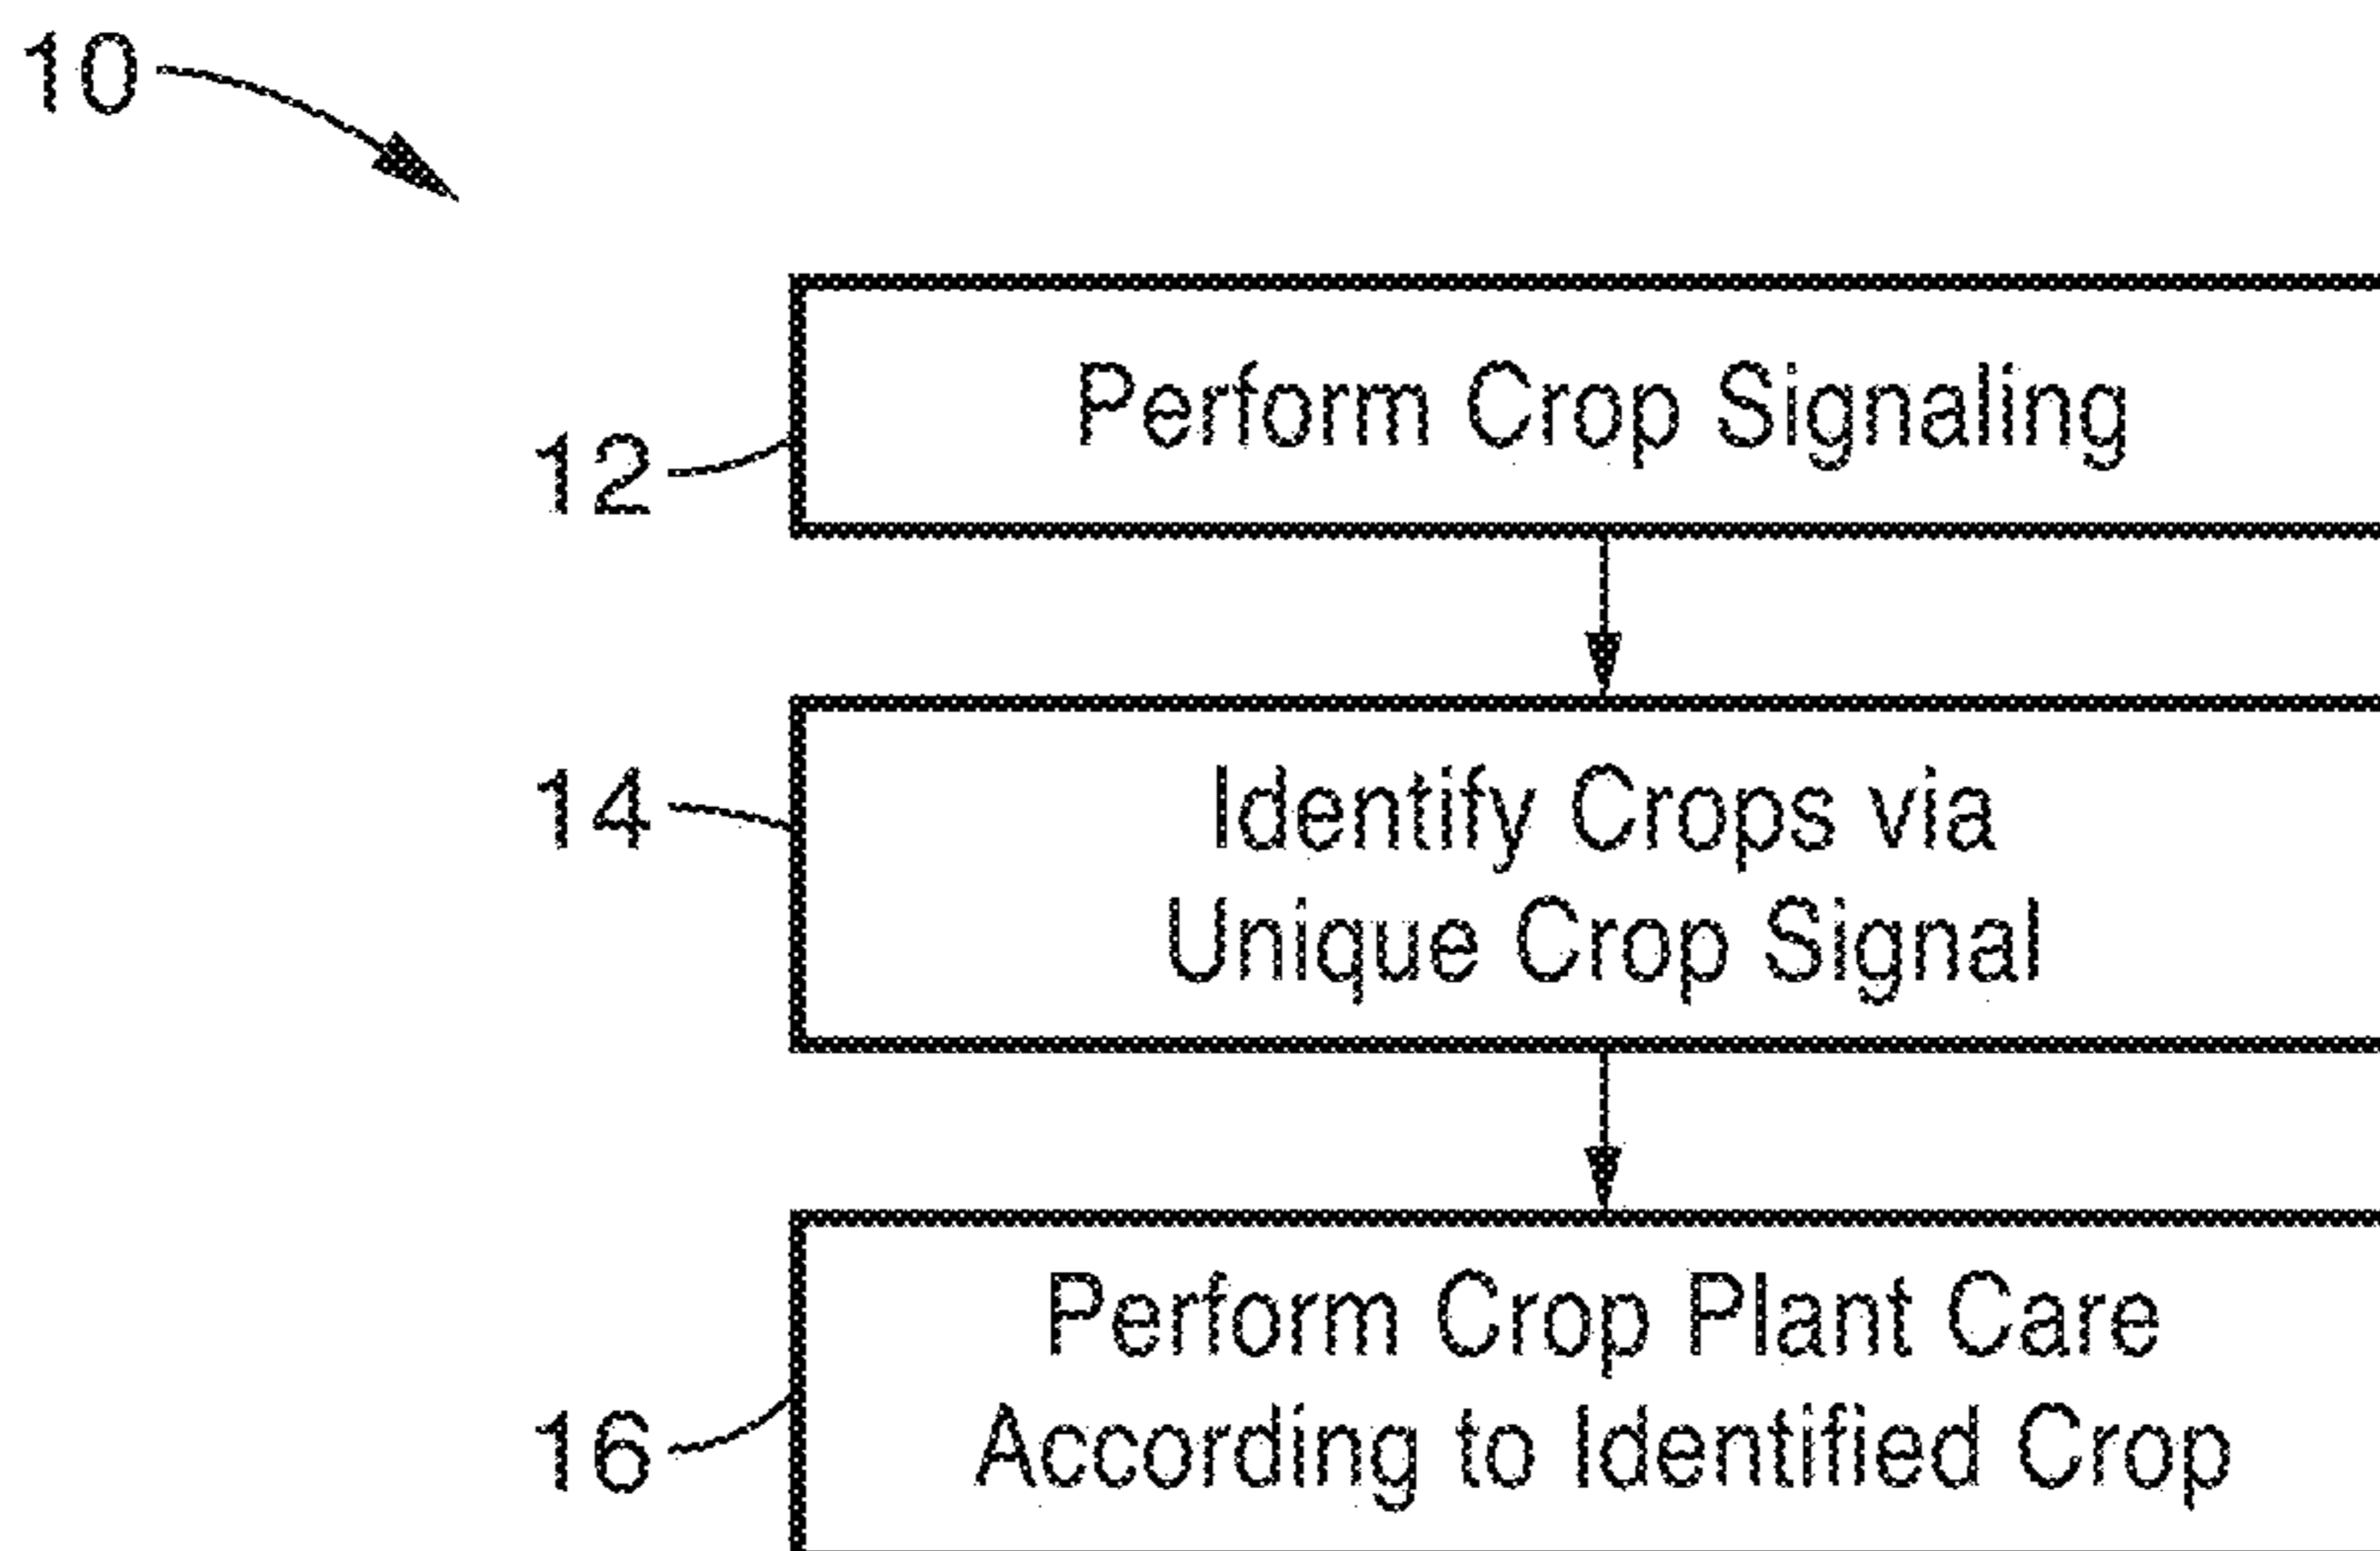 10
Perform Crop Signaling
12
Identify Crops via
14
Unique Crop Signal
Perform Crop Plant Care
According to Identified Crop
16